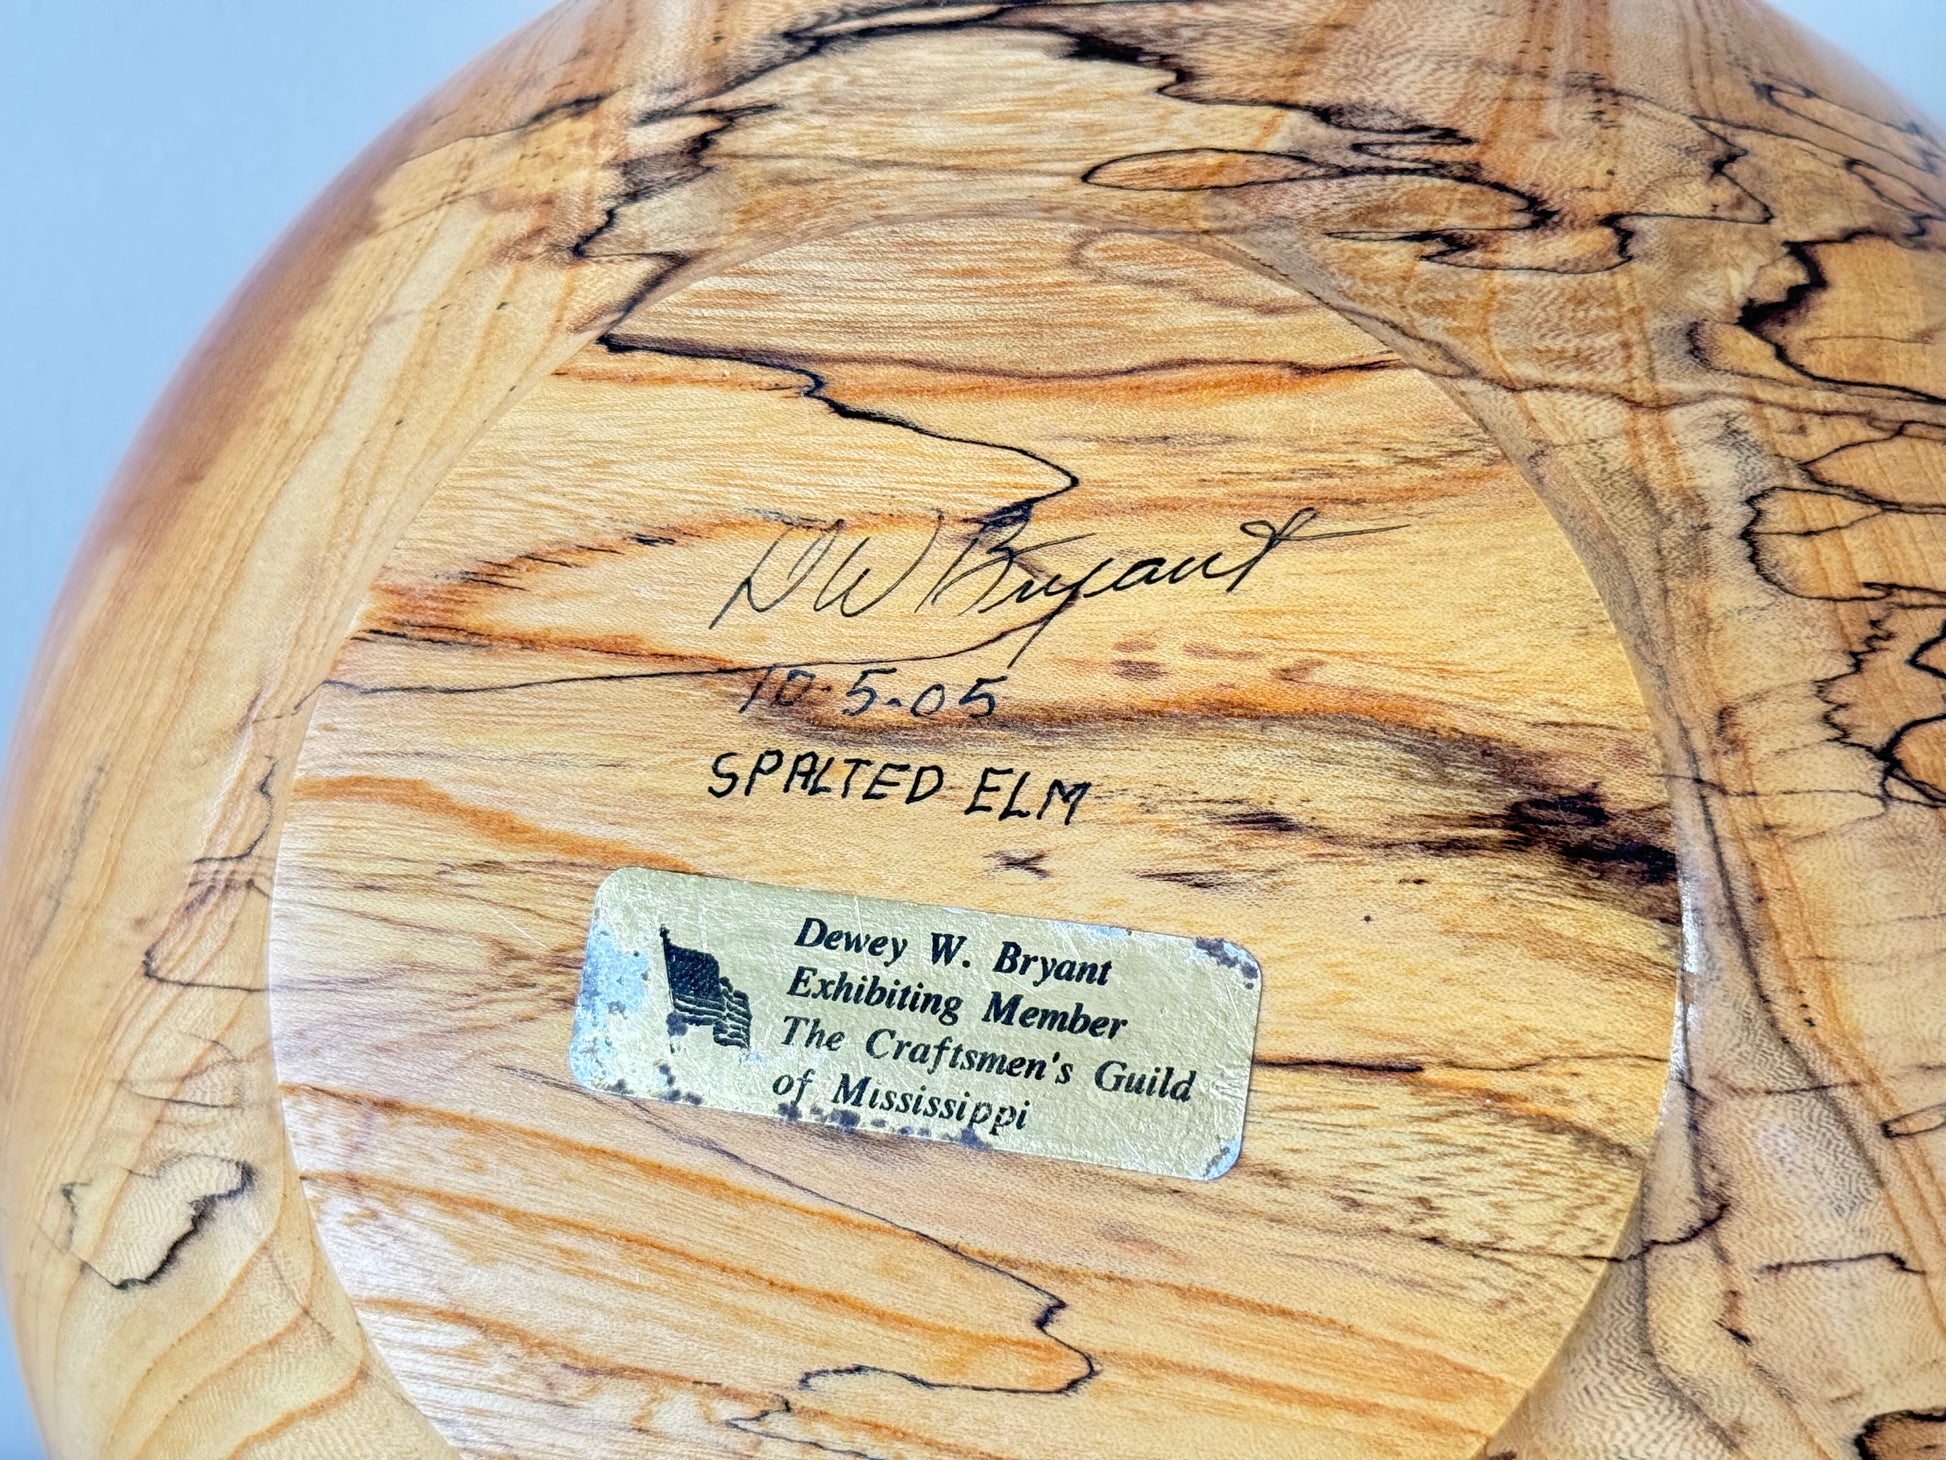 DW Bryant
10-5-05
SPALTED ELM
Dewey W. Bryant
Exhibiting Member
The Craftsmen's Guild
of Mississippi